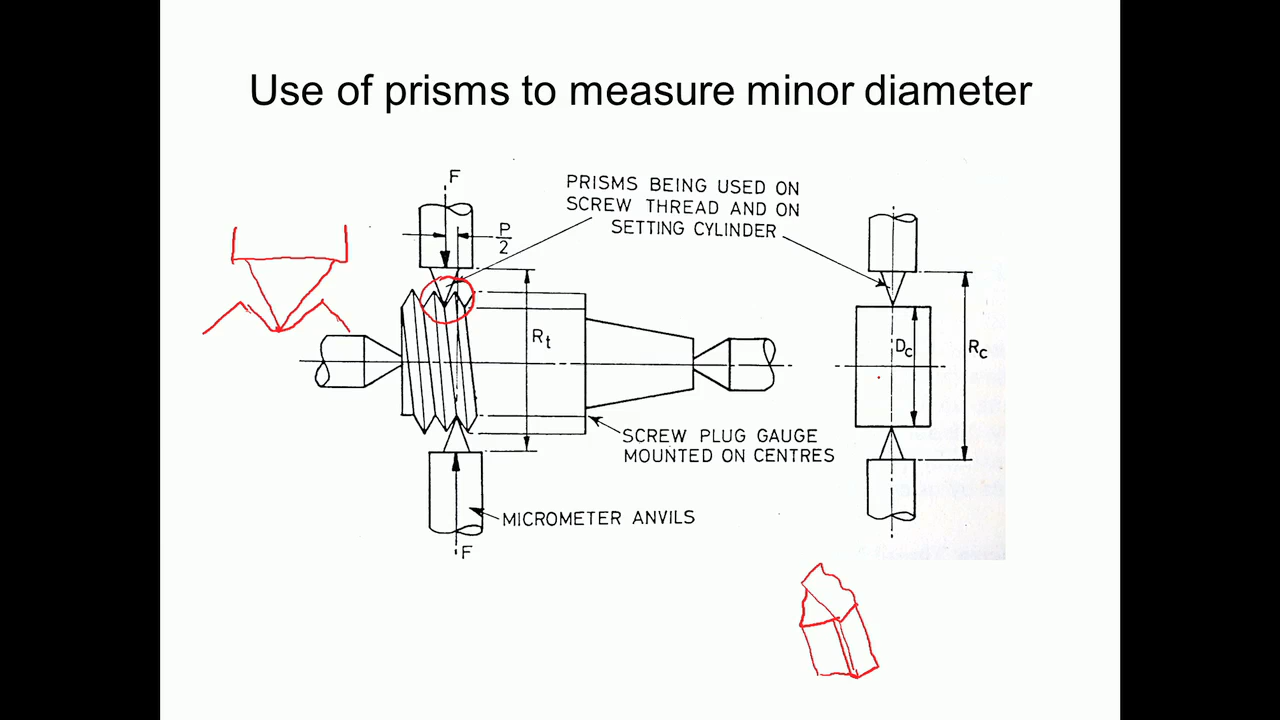 Use of prisms to measure minor diameter
F
P
2
PRISMS BEING USED ON
SCREW THREAD AND ON
SETTING CYLINDER
Rt
Dc
Rc
SCREW PLUG GAUGE
MOUNTED ON CENTRES
MICROMETER ANVILS
F